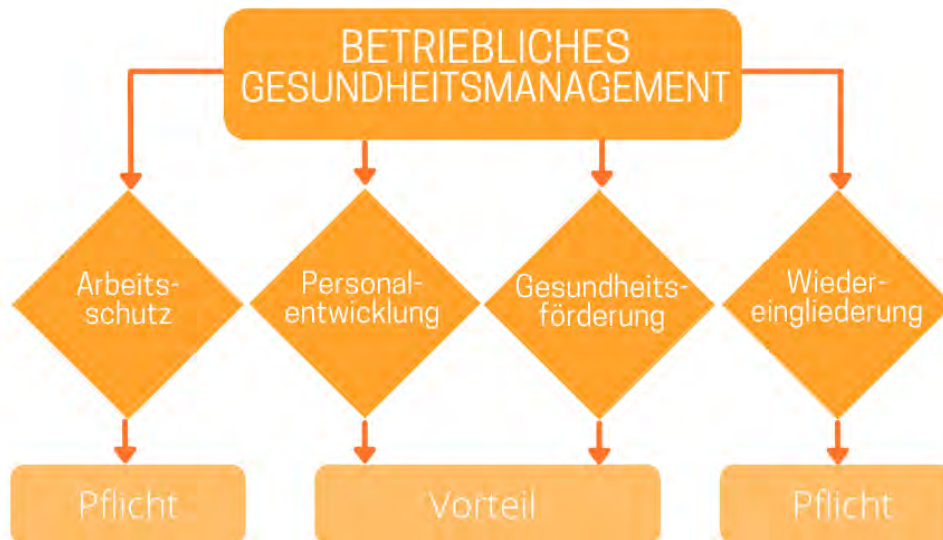 BETRIEBLICHES
GESUNDHEITSMANAGEMENT
Arbeits-
schutz
Personal-
entwicklung
Gesundheits-
förderung
Wieder-
eingliederung
Pflicht
Vorteil
Pflicht